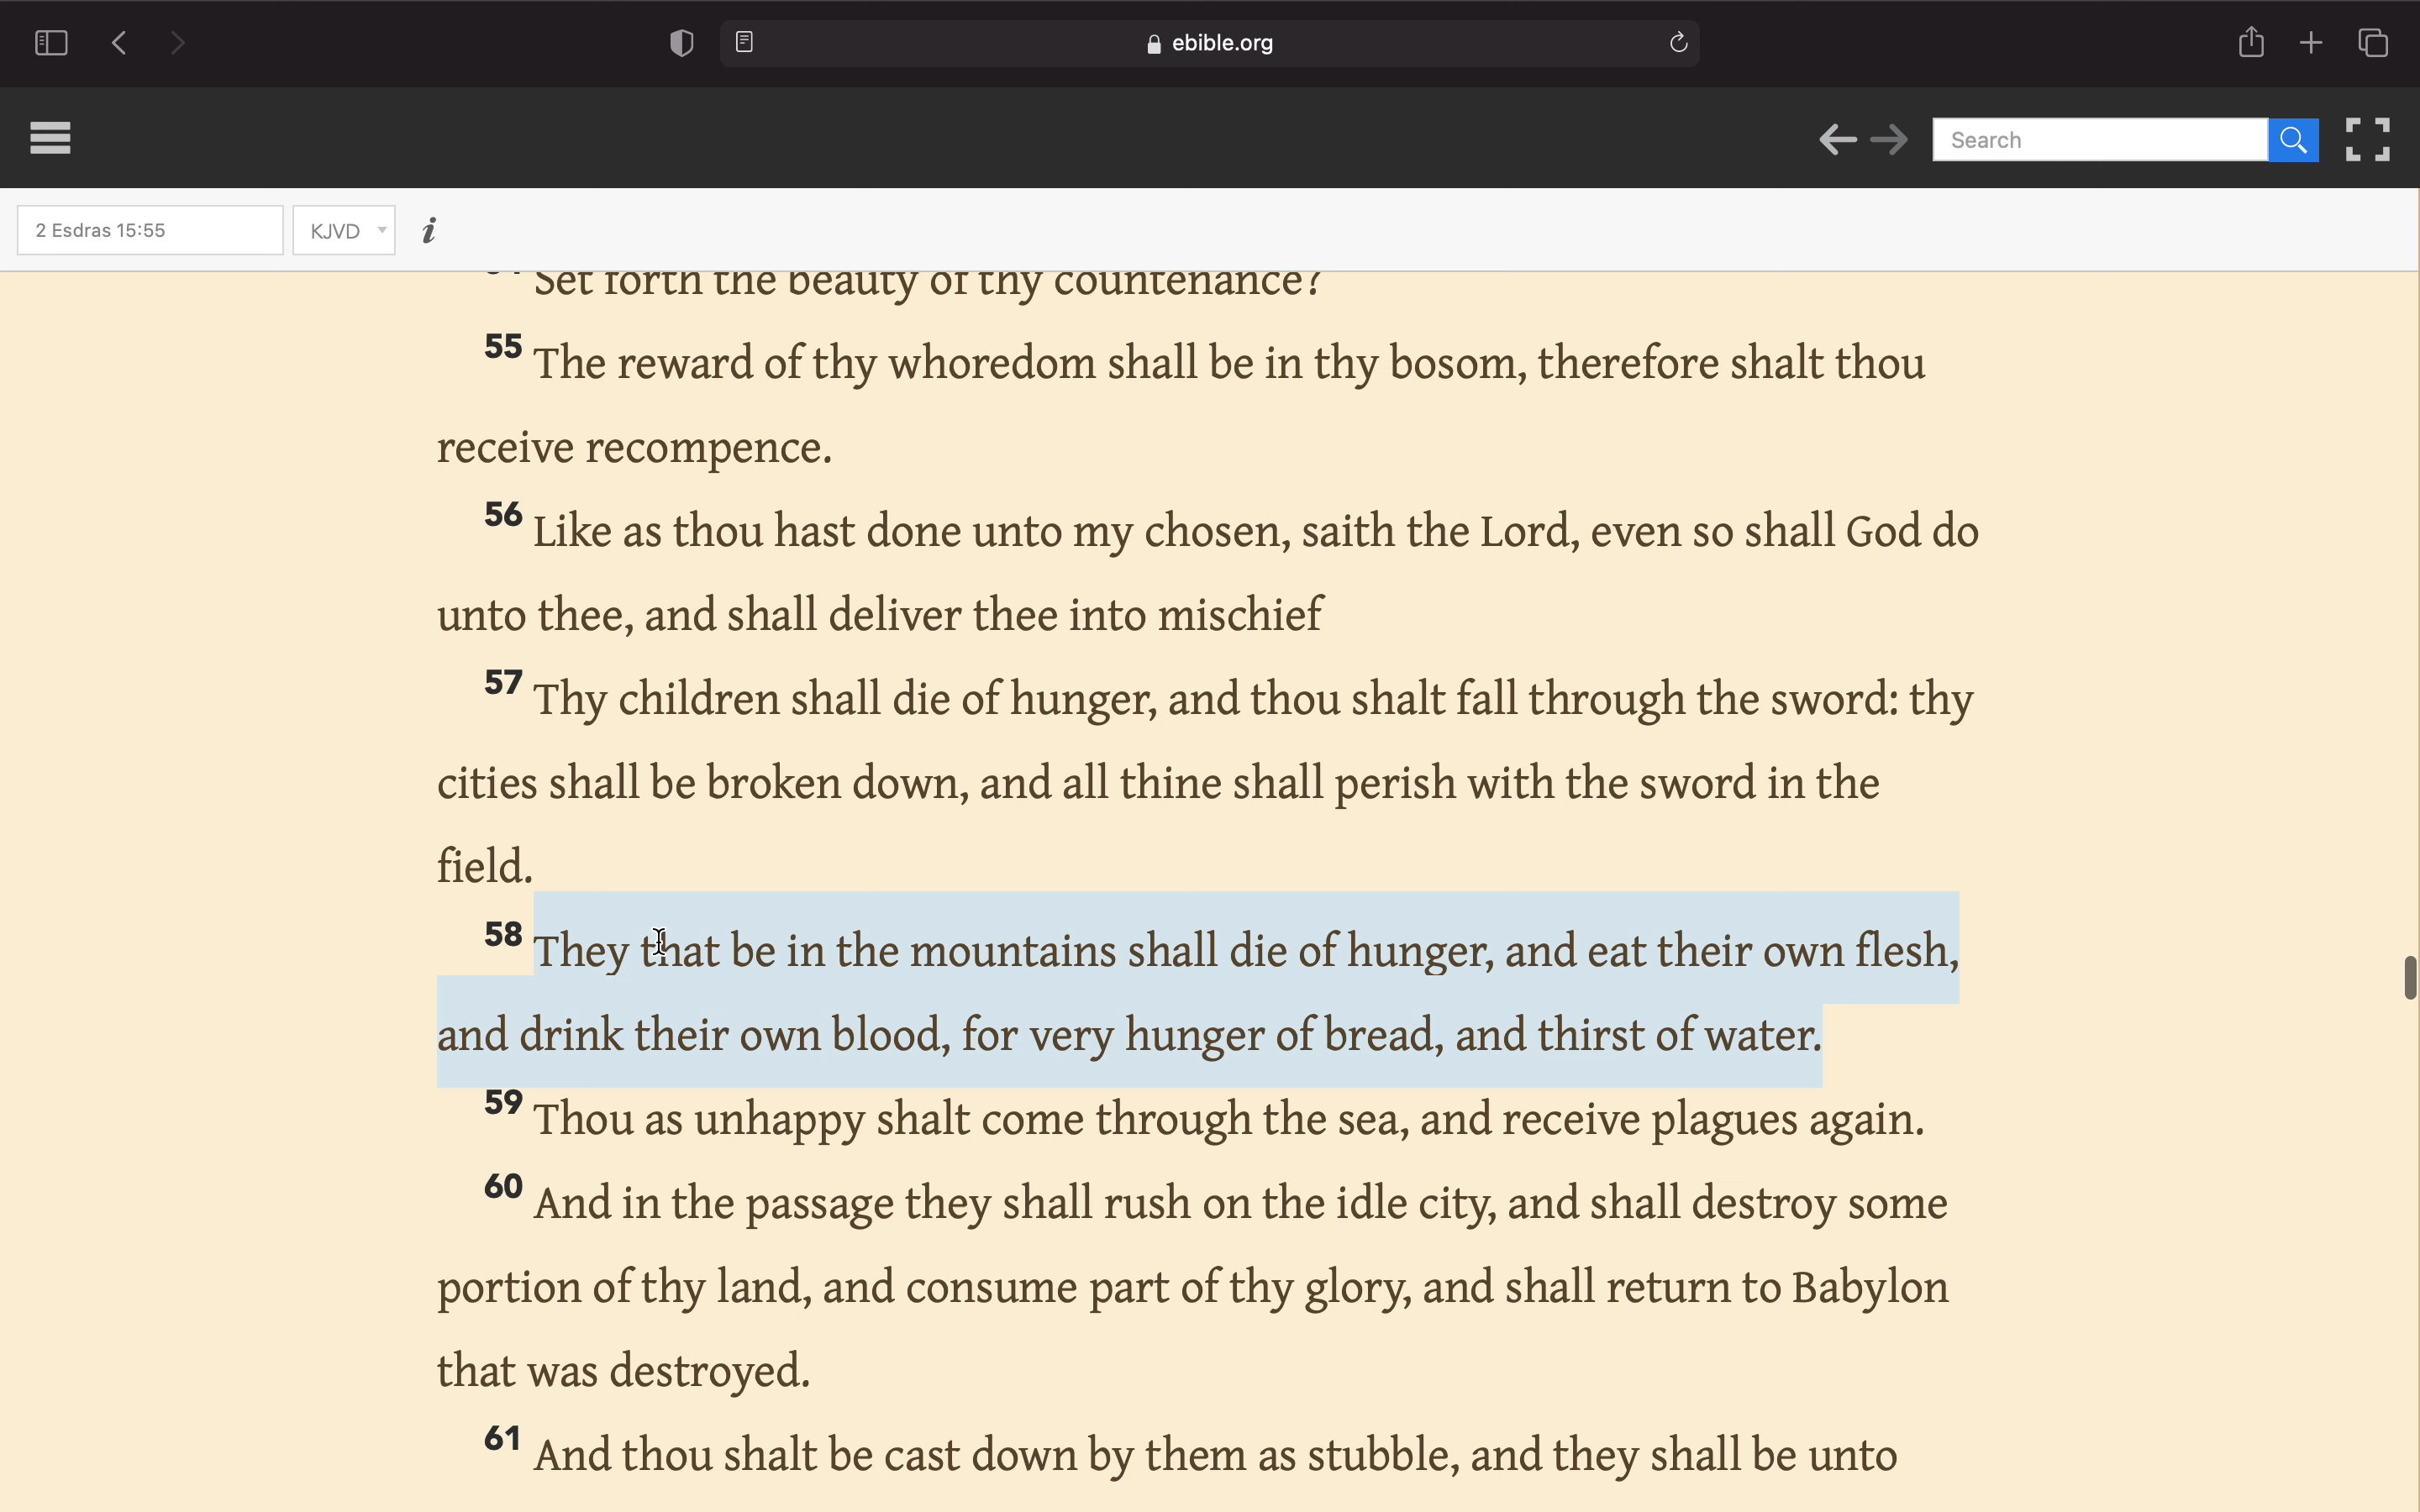 ebible.org
Search
2 Esdras 15:55
KJVD
i
Set forth the beauty of thy countenance?
55 The reward of thy whoredom shall be in thy bosom, therefore shalt thou
receive recompence.
56 Like as thou hast done unto my chosen, saith the Lord, even so shall God do
unto thee, and shall deliver thee into mischief
57 Thy children shall die of hunger, and thou shalt fall through the sword: thy
cities shall be broken down, and all thine shall perish with the sword in the
field.
58 They that be in the mountains shall die of hunger, and eat their own flesh,
and drink their own blood, for very hunger of bread, and thirst of water.
59 Thou as unhappy shalt come through the sea, and receive plagues again.
60 And in the passage they shall rush on the idle city, and shall destroy some
portion of thy land, and consume part of thy glory, and shall return to Babylon
that was destroyed.
61 And thou shalt be cast down by them as stubble, and they shall be unto